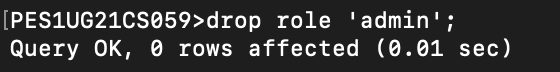 [PES1UG21CS059>drop role 'admin';
Query OK, 0 rows affected (0.01 sec)